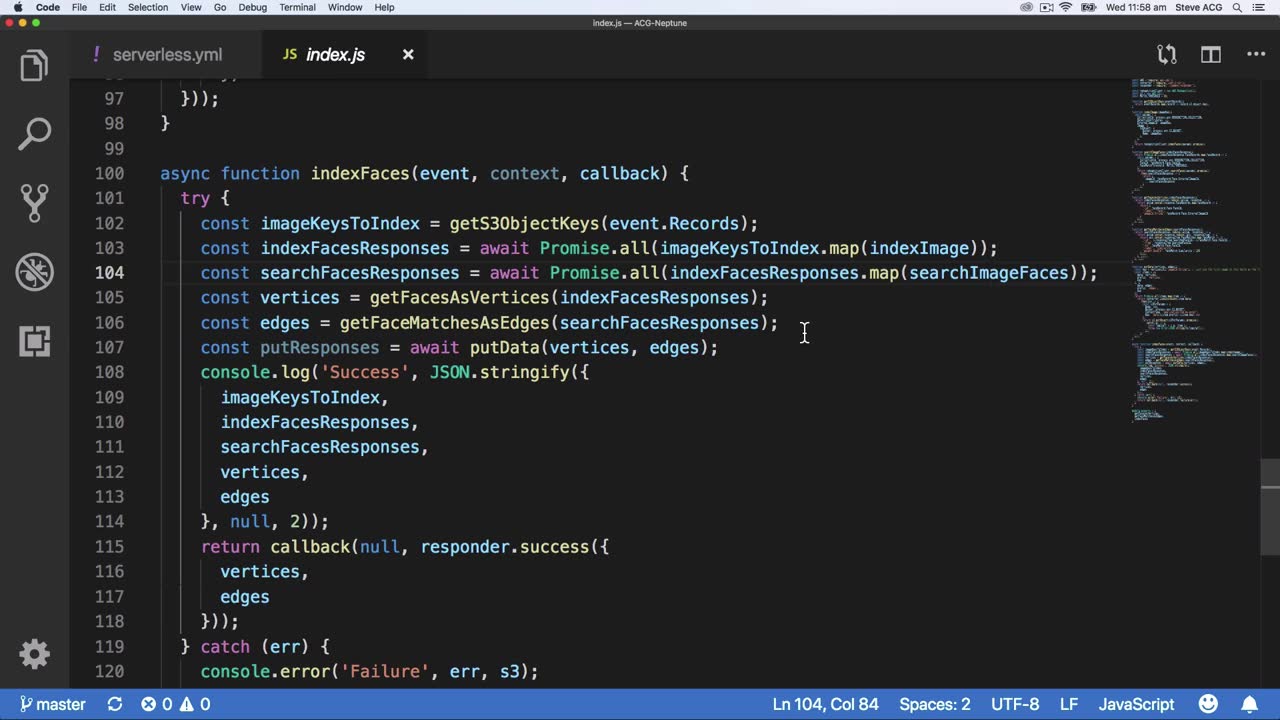 Code File Edit Selection View Go Debug Terminal Window Help Wed 11:58 am Steve ACG
index.js — ACG-Neptune
! serverless.yml JS index.js ×
97 }));
98 }
99
100 async function indexFaces(event, context, callback) {
101 try {
102 const imageKeysToIndex = getS3ObjectKeys(event.Records);
103 const indexFacesResponses = await Promise.all(imageKeysToIndex.map(indexImage));
104 const searchFacesResponses = await Promise.all(indexFacesResponses.map(searchImageFaces));
105 const vertices = getFacesAsVertices(indexFacesResponses);
106 const edges = getFaceMatchesAsEdges(searchFacesResponses);
107 const putResponses = await putData(vertices, edges);
108 console.log('Success', JSON.stringify({
109 imageKeysToIndex,
110 indexFacesResponses,
111 searchFacesResponses,
112 vertices,
113 edges
114 }, null, 2));
115 return callback(null, responder.success({
116 vertices,
117 edges
118 }));
119 } catch (err) {
120 console.error('Failure', err, s3);
master 0 0 Ln 104, Col 84 Spaces: 2 UTF-8 LF JavaScript